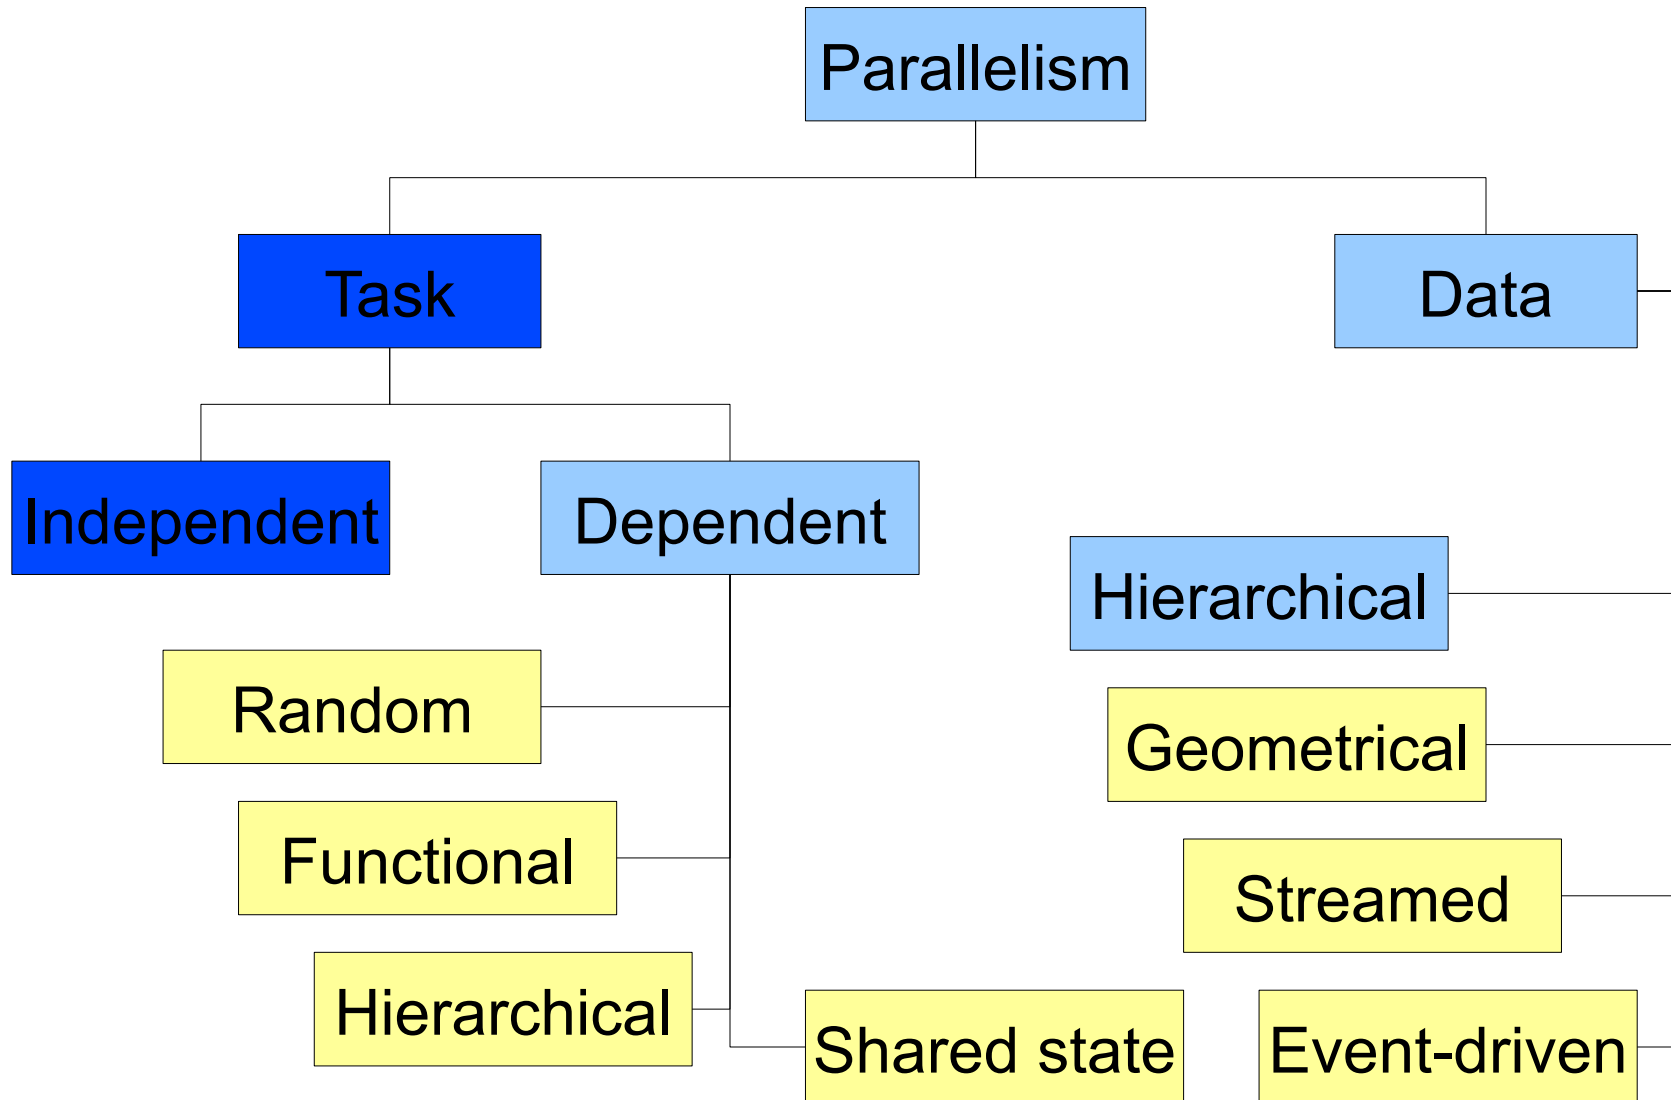 Parallelism
Task
Data
Independent
Dependent
Hierarchical
Random
Geometrical
Functional
Streamed
Hierarchical
Shared state
Event-driven